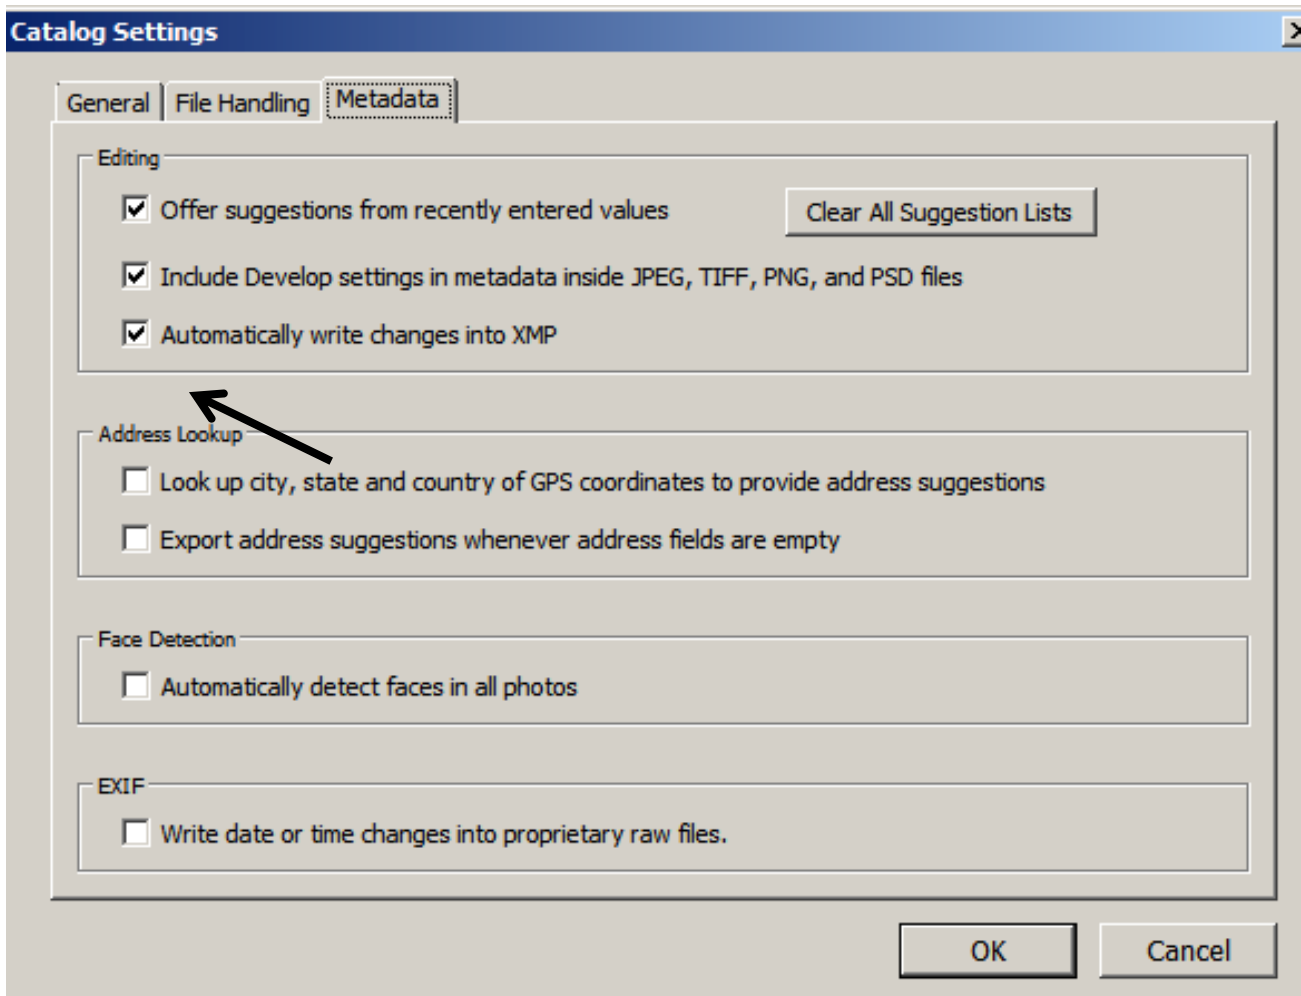 Catalog Settings
General File Handling Metadata
Editing
Offer suggestions from recently entered values Clear All Suggestion Lists
Include Develop settings in metadata inside JPEG, TIFF, PNG, and PSD files
Automatically write changes into XMP
Address Lookup
Look up city, state and country of GPS coordinates to provide address suggestions
Export address suggestions whenever address fields are empty
Face Detection
Automatically detect faces in all photos
EXIF
Write date or time changes into proprietary raw files.
OK Cancel